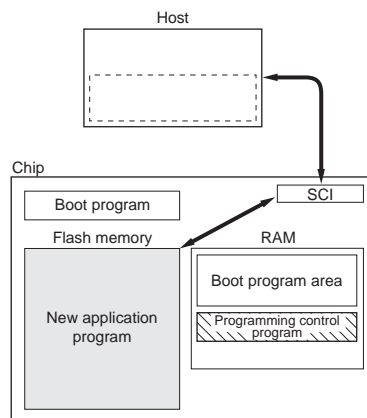 Host
Chip
SCI
Boot program
Flash memory
RAM
New application
program
Boot program area
Programming control
program